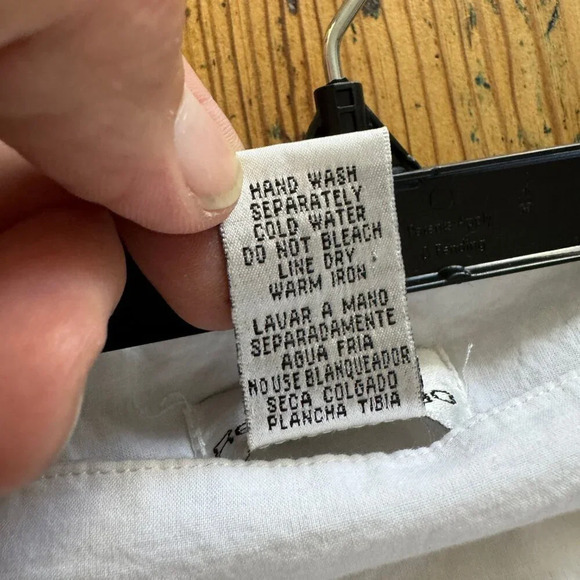 HAND WASH
SEPARATELY
COLD WATER
DO NOT BLEACH
LINE DRY
WARM IRON
LAVAR A MANO
SEPARADAMENTE
AGUA FRIA
NO USE BLANQUEADOR
SECA COLGADO
PLANCHA TIBIA